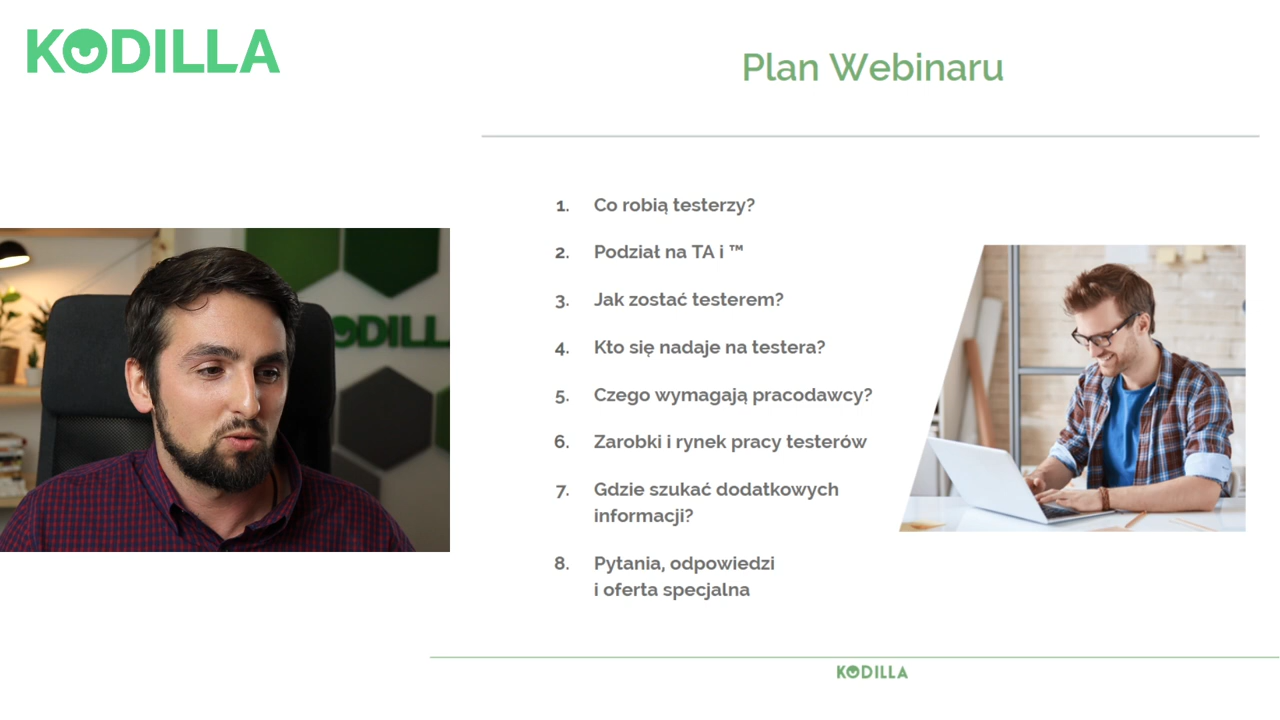 KODILLA
Plan Webinaru
ODILL
1. Co robią testerzy?
2. Podział na TA i ™
3. Jak zostać testerem?
4. Kto się nadaje na testera?
5. Czego wymagają pracodawcy?
6. Zarobki i rynek pracy testerów
7. Gdzie szukać dodatkowych
informacji?
8. Pytania, odpowiedzi
i oferta specjalna
KODILLA